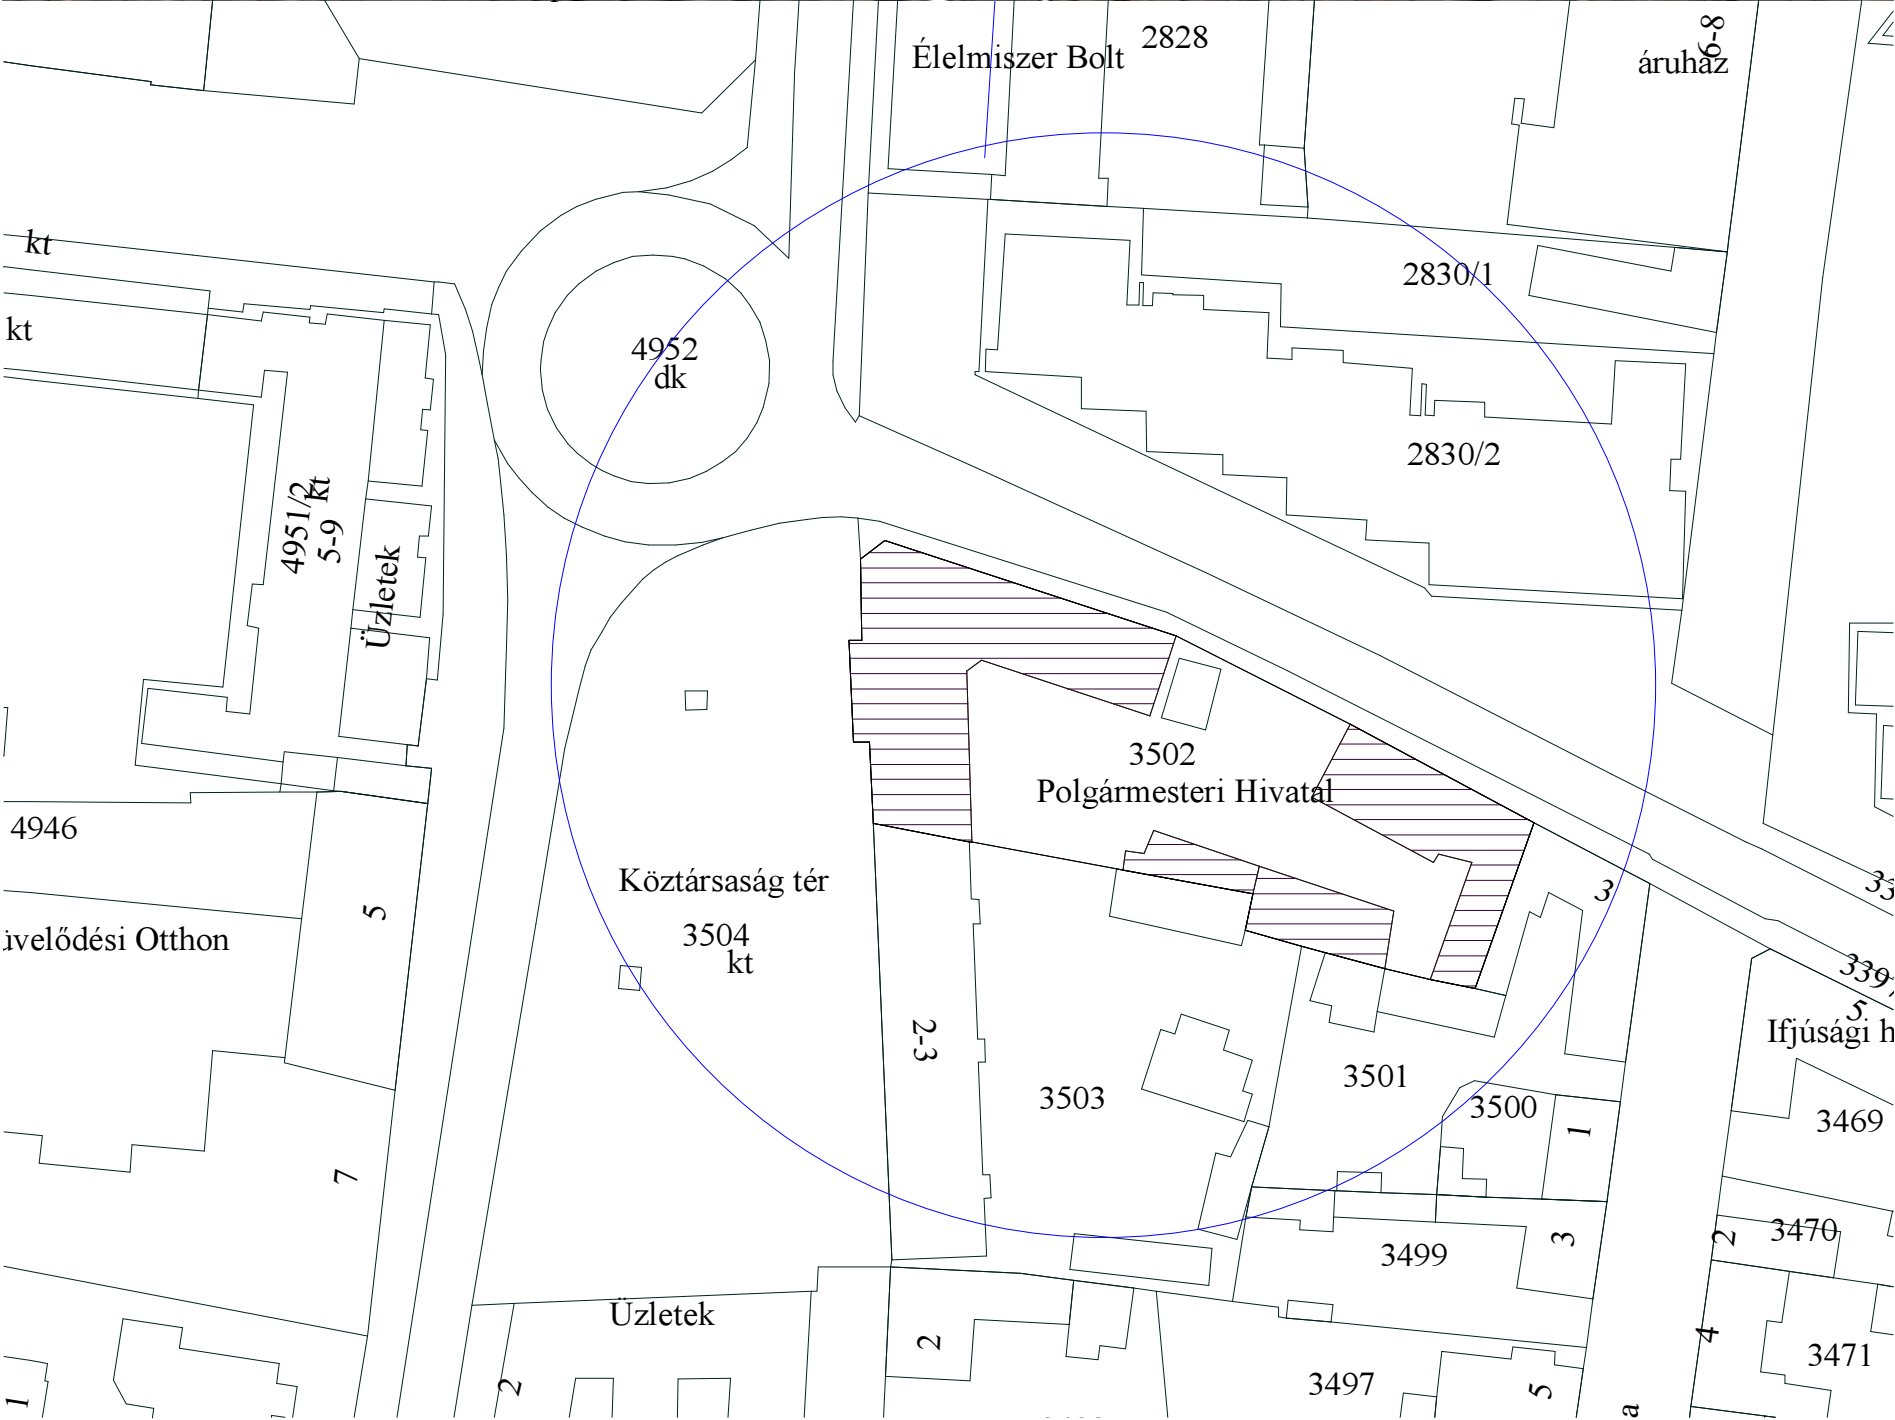 Élelmiszer Bolt
2828
6-8
áruház
kt
2830/1
kt
4952
dk
2830/2
4951/2
kt
5-9
Üzletek
3502
Polgármesteri Hivatal
4946
Köztársaság tér
3504
kt
5
3
2-3
3503
3501
3500
1
5
Ifjúsági h
3469
7
3499
3
2
3470
Üzletek
2
2
4
3471
3497
5
1
a